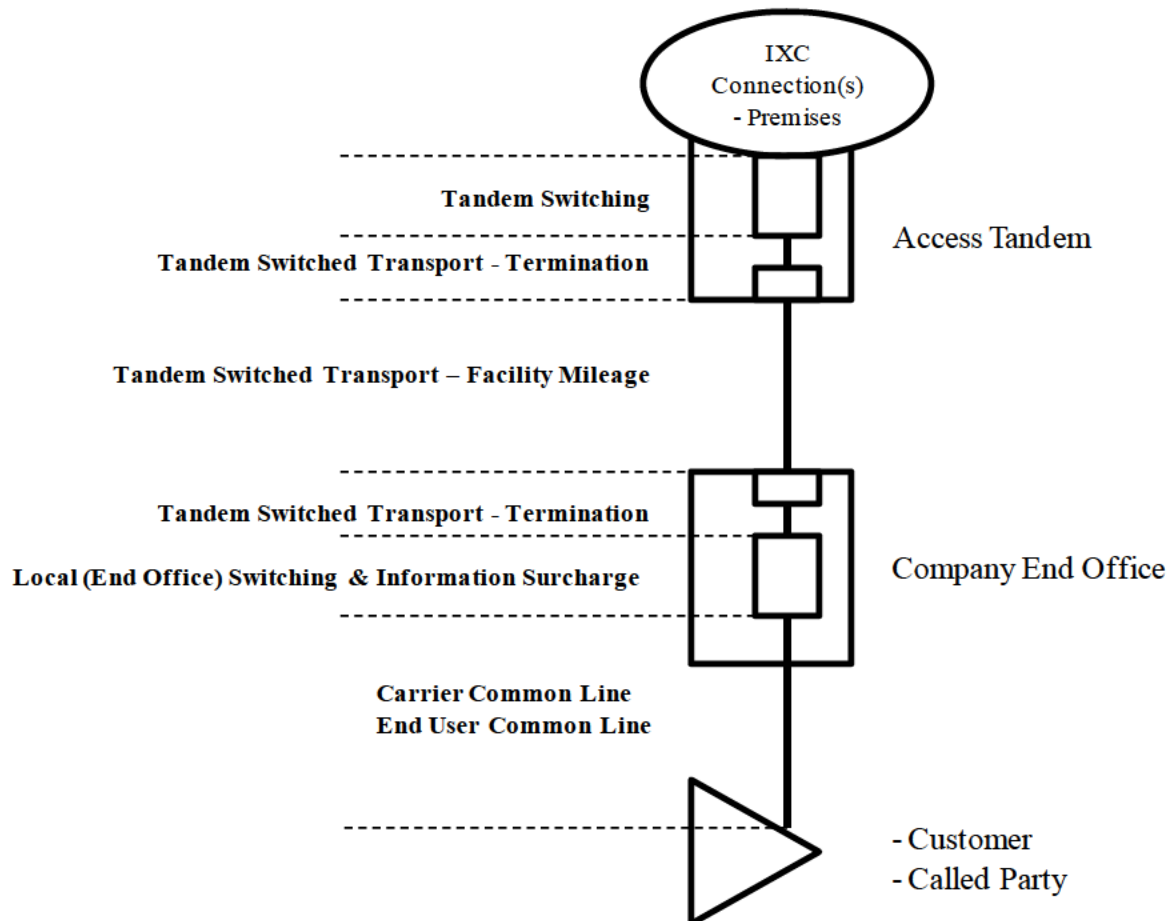 IXC
Connection(s)
- Premises
Tandem Switching
Access Tandem
Tandem Switched Transport - Termination
Tandem Switched Transport – Facility Mileage
Tandem Switched Transport - Termination
Company End Office
Local (End Office) Switching & Information Surcharge
Carrier Common Line
End User Common Line
- Customer
- Called Party